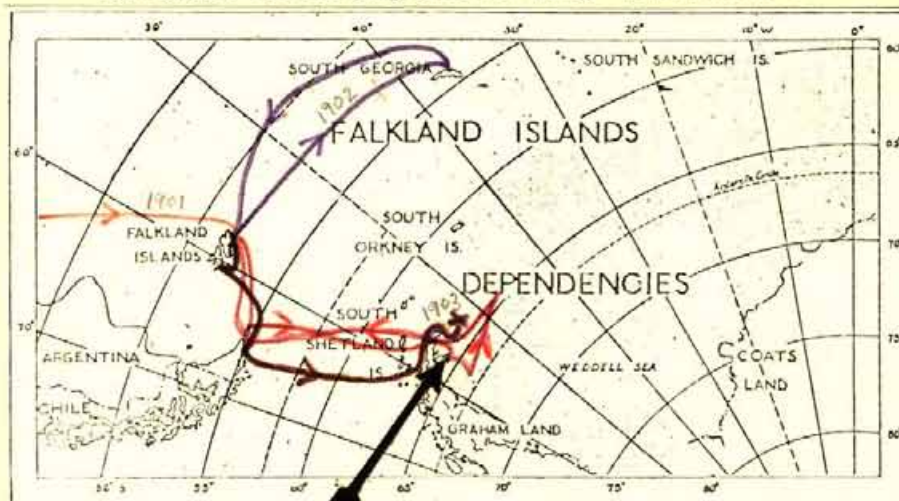 50°
40°
30°
20°
10° W
0°
60
SOUTH GEORGIA
SOUTH SANDWICH IS.
1902
FALKLAND ISLANDS
60°
65
1901
Antarctic Circle
FALKLAND
ISLANDS
SOUTH
ORKNEY IS.
70
DEPENDENCIES
1903
SOUTH
70°
SHETLAND
75
ARGENTINA
IS.
WEDDELL SEA
COATS
LAND
CHILE
GRAHAM LAND
80
60°
65°
70°
75°